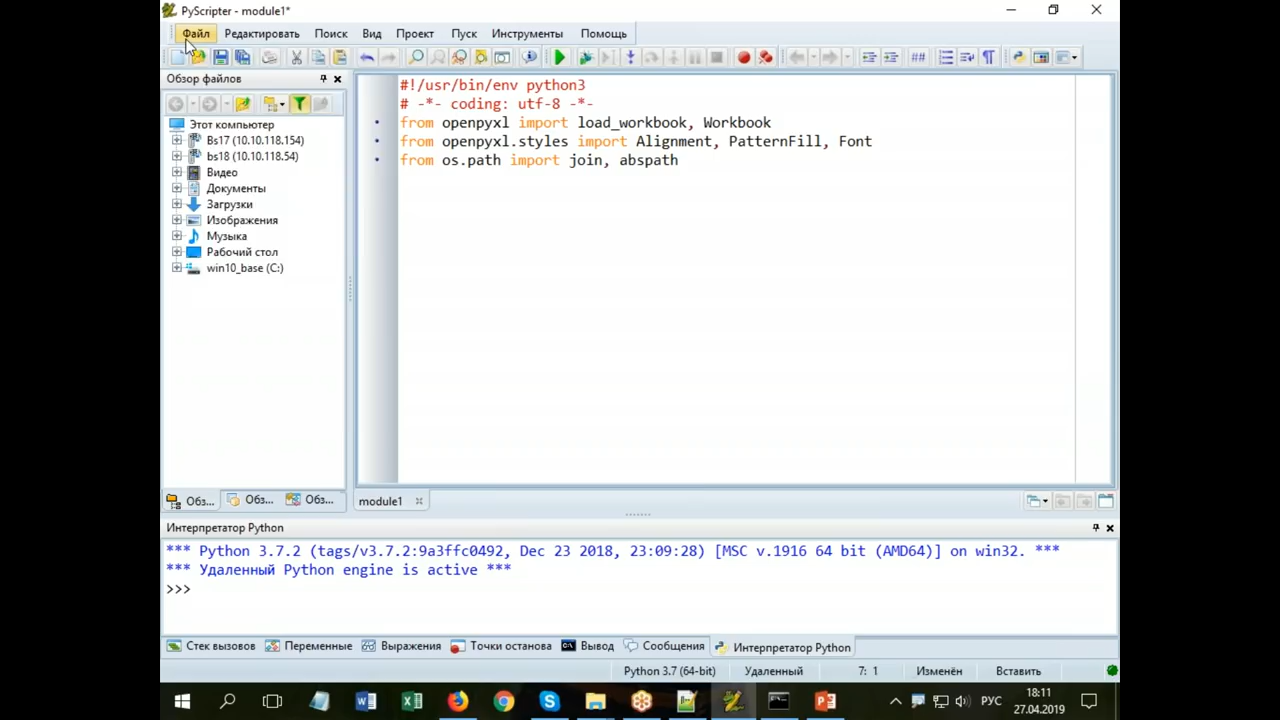 PyScripter - module1*
Файл Редактировать Поиск Вид Проект Пуск Инструменты Помощь
Обзор файлов
Этот компьютер
Bs17 (10.10.118.154)
bs18 (10.10.118.54)
Видео
Документы
Загрузки
Изображения
Музыка
Рабочий стол
win10_base (C:)
#!/usr/bin/env python3
# -*- coding: utf-8 -*-
from openpyxl import load_workbook, Workbook
from openpyxl.styles import Alignment, PatternFill, Font
from os.path import join, abspath
Обз... Обз... Обз...
module1
Интерпретатор Python
*** Python 3.7.2 (tags/v3.7.2:9a3ffc0492, Dec 23 2018, 23:09:28) [MSC v.1916 64 bit (AMD64)] on win32. ***
*** Удаленный Python engine is active ***
>>>
Стек вызовов Переменные Выражения Точки останова Вывод Сообщения Интерпретатор Python
Python 3.7 (64-bit) Удаленный 7: 1 Изменён Вставить
РУС 18:11
27.04.2019